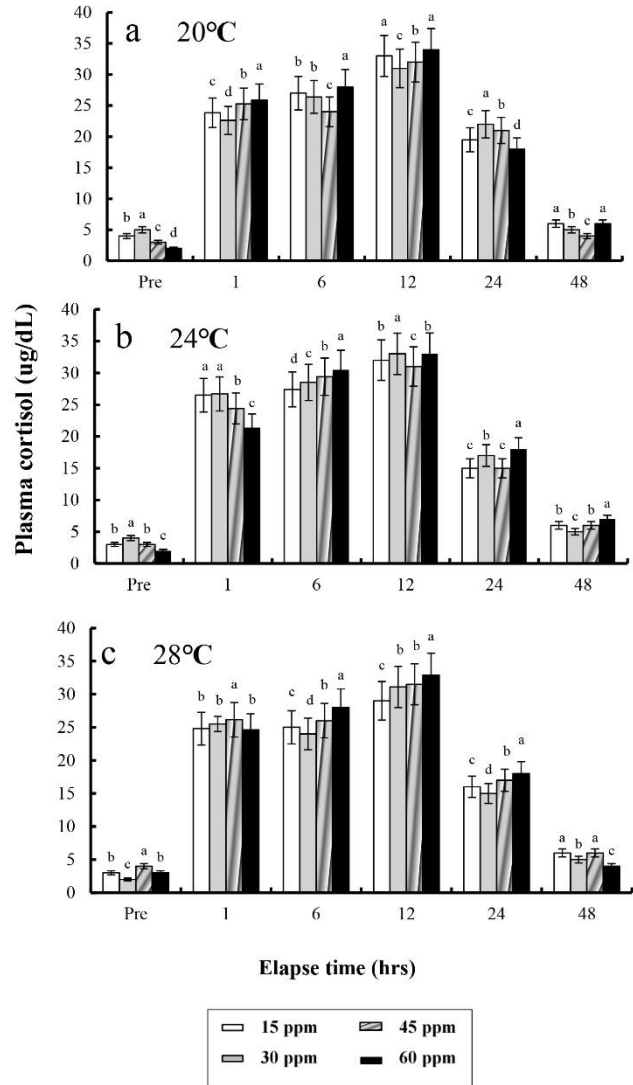 a 20°C
40
35
30
25
20
15
10
5
0
b a c d
c d b a
b b c a
a c b a
c a b d
a b c a
Pre 1 6 12 24 48
Plasma cortisol (ug/dL)
b 24°C
40
35
30
25
20
15
10
5
0
b a b c
a a b c
d c b a
b a c b
c b c a
b c b a
Pre 1 6 12 24 48
c 28°C
40
35
30
25
20
15
10
5
0
b c a b
b b a b
c d b a
c b b a
c d b a
a b a c
Pre 1 6 12 24 48
Elapse time (hrs)
15 ppm 45 ppm
30 ppm 60 ppm